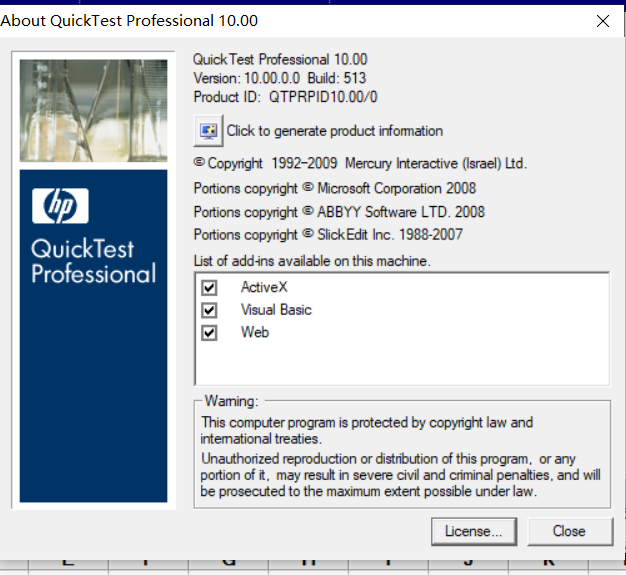 About QuickTest Professional 10.00
hp
QuickTest
Professional
QuickTest Professional 10.00
Version: 10.00.0.0 Build: 513
Product ID: QTPRPID10.00/0
Click to generate product information
© Copyright 1992-2009 Mercury Interactive (Israel) Ltd.
Portions copyright © Microsoft Corporation 2008
Portions copyright © ABBYY Software LTD. 2008
Portions copyright © SlickEdit Inc. 1988-2007
List of add-ins available on this machine.
ActiveX
Visual Basic
Web
Warning:
This computer program is protected by copyright law and
international treaties.
Unauthorized reproduction or distribution of this program, or any
portion of it, may result in severe civil and criminal penalties, and will
be prosecuted to the maximum extent possible under law.
License...
Close